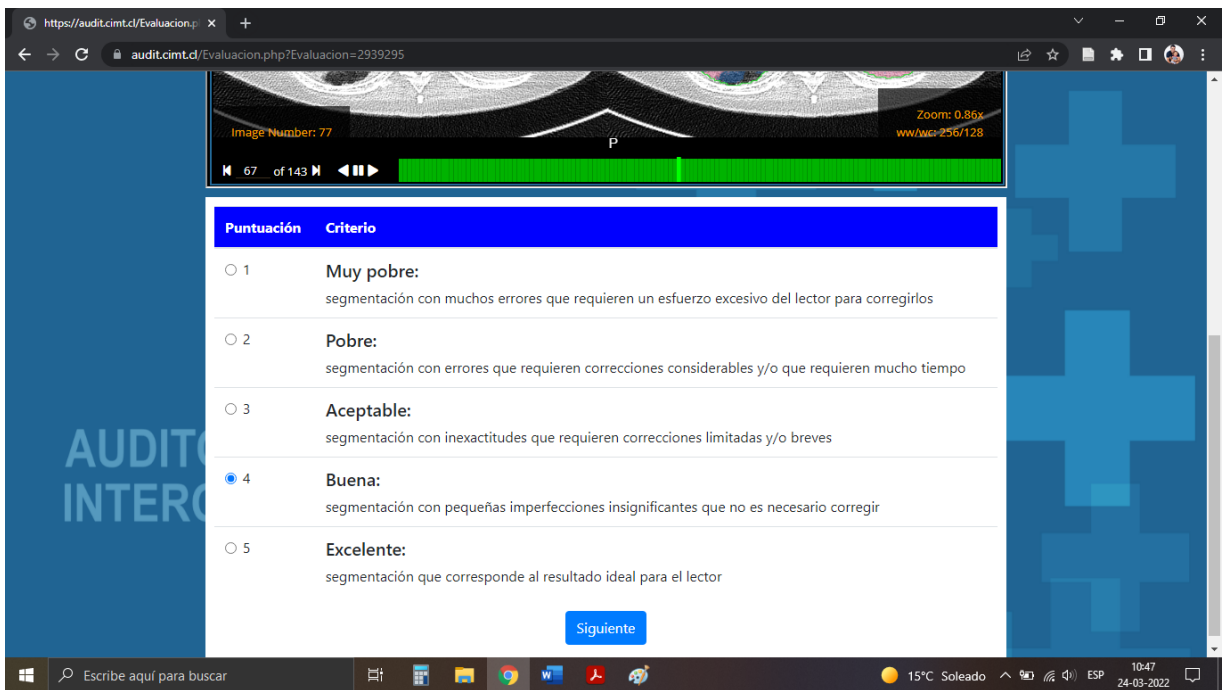 https://audit.cimt.cl/Evaluacion.p
audit.cimt.cl/Evaluacion.php?Evaluacion=2939295
Image Number: 77
Zoom: 0.86x
ww/wc: 256/128
P
67 of 143
Puntuación Criterio
1 Muy pobre:
segmentación con muchos errores que requieren un esfuerzo excesivo del lector para corregirlos
2 Pobre:
segmentación con errores que requieren correcciones considerables y/o que requieren mucho tiempo
3 Aceptable:
segmentación con inexactitudes que requieren correcciones limitadas y/o breves
AUDITO
4 Buena:
INTERC
segmentación con pequeñas imperfecciones insignificantes que no es necesario corregir
5 Excelente:
segmentación que corresponde al resultado ideal para el lector
Siguiente
Escribe aquí para buscar
15°C Soleado
ESP
10:47
24-03-2022